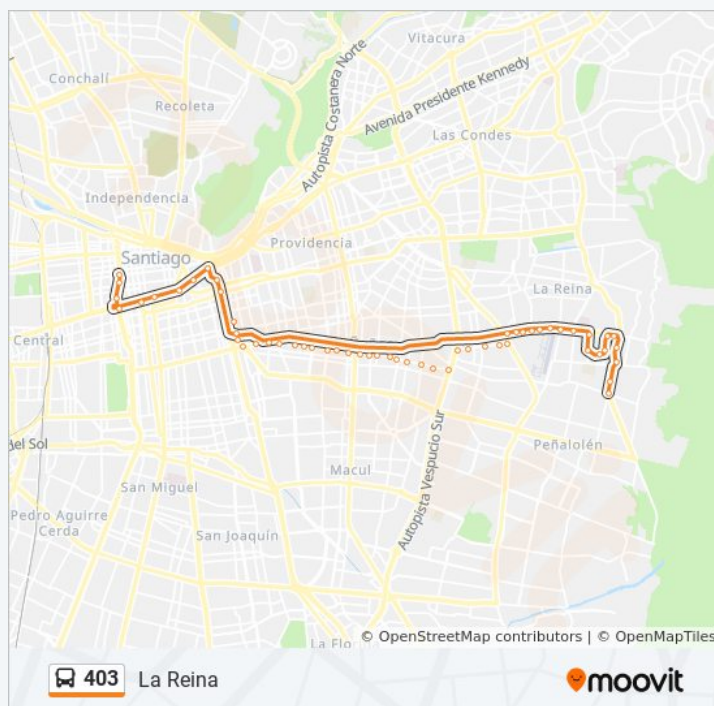 Vitacura
Conchalí
Autopista Costanera Norte
Avenida Presidente Kennedy
Recoleta
Las Condes
Independencia
Providencia
Santiago
La Reina
Central
del Sol
Peñalolén
Macul
Autopista Vespucio Sur
San Miguel
Pedro Aguirre
Cerda
San Joaquín
La Flo
© OpenStreetMap contributors | © OpenMapTiles
403 La Reina
moovit